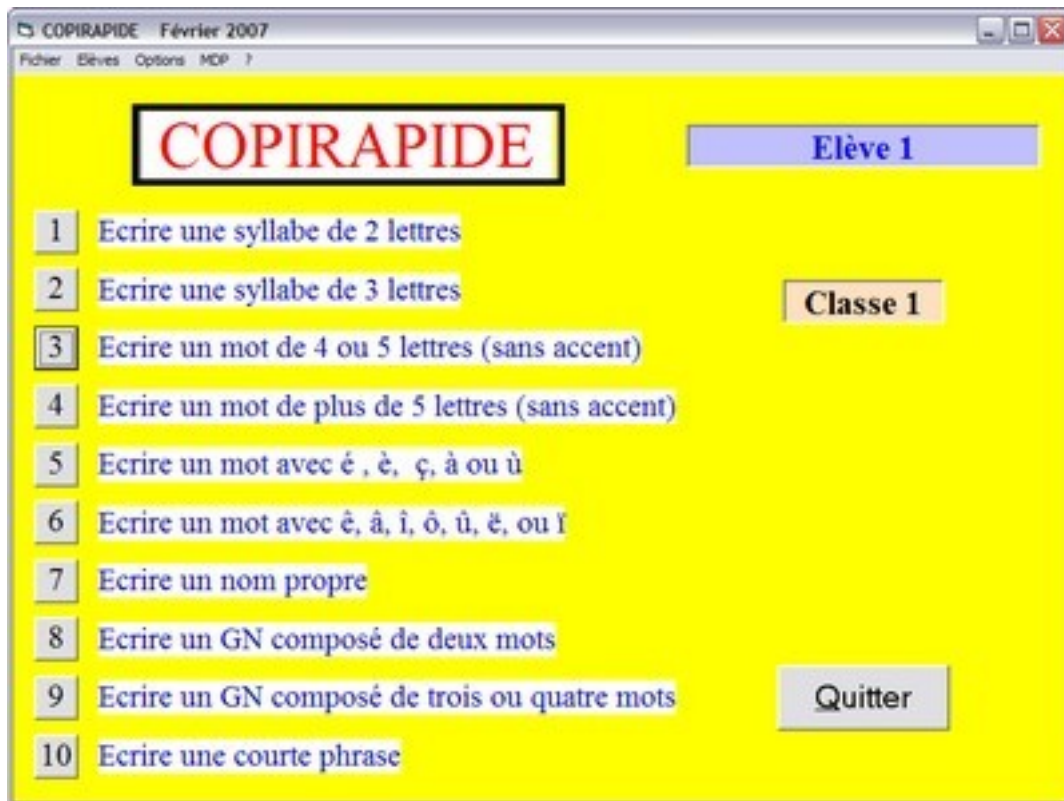 COPIRAPIDE Février 2007
Fichier Elèves Options MDP ?
COPIRAPIDE
Elève 1
1 Ecrire une syllabe de 2 lettres
2 Ecrire une syllabe de 3 lettres
Classe 1
3 Ecrire un mot de 4 ou 5 lettres (sans accent)
4 Ecrire un mot de plus de 5 lettres (sans accent)
5 Ecrire un mot avec é , è, ç, à ou ù
6 Ecrire un mot avec ê, â, î, ô, û, ë, ou ï
7 Ecrire un nom propre
8 Ecrire un GN composé de deux mots
9 Ecrire un GN composé de trois ou quatre mots
Quitter
10 Ecrire une courte phrase